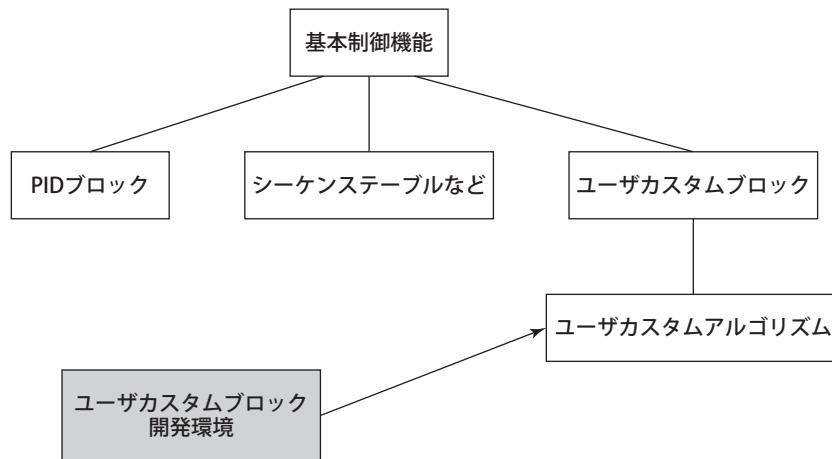 基本制御機能
PIDブロック
シーケンステーブルなど
ユーザカスタムブロック
ユーザカスタムアルゴリズム
ユーザカスタムブロック
開発環境